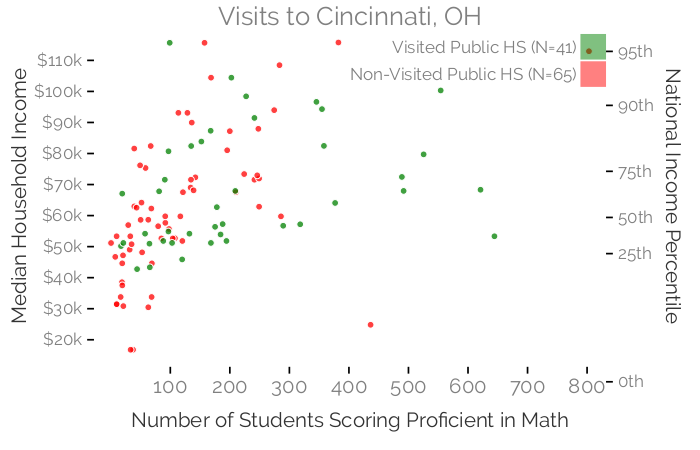 Visits to Cincinnati, OH
Visited Public HS (N=41)
Non-Visited Public HS (N=65)
Median Household Income
$110k
$100k
$90k
$80k
$70k
$60k
$50k
$40k
$30k
$20k
95th
90th
75th
50th
25th
0th
National Income Percentile
100 200 300 400 500 600 700 800
Number of Students Scoring Proficient in Math